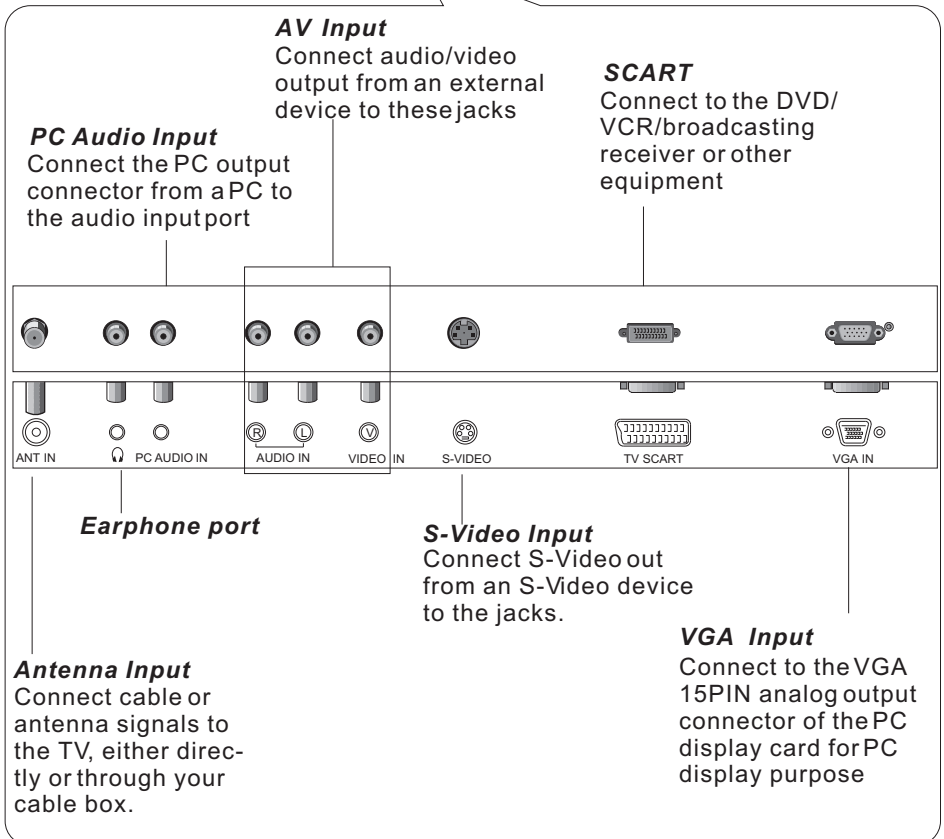 AV Input
Connect audio/video
output from an external
device to these jacks
SCART
Connect to the DVD/
VCR/broadcasting
receiver or other
equipment
PC Audio Input
Connect the PC output
connector from a PC to
the audio input port
R
L
V
ANT IN
PC AUDIO IN
AUDIO IN
VIDEO IN
S-VIDEO
TV SCART
VGA IN
Earphone port
S-Video Input
Connect S-Video out
from an S-Video device
to the jacks.
Antenna Input
Connect cable or
antenna signals to
the TV, either direc-
tly or through your
cable box.
VGA Input
Connect to the VGA
15PIN analog output
connector of the PC
display card for PC
display purpose